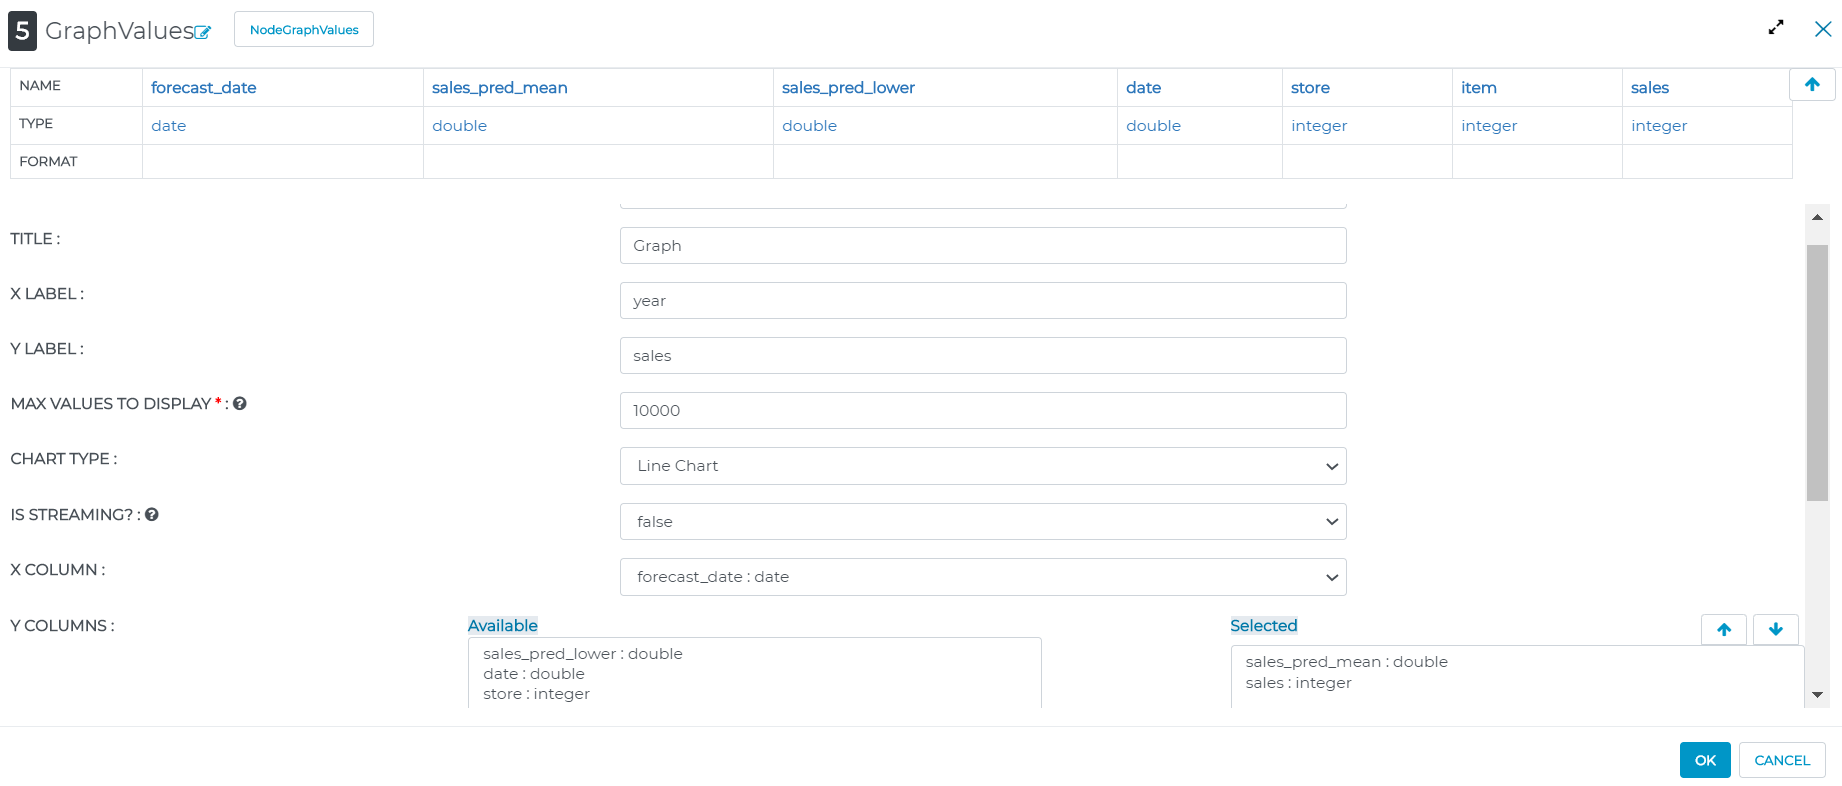 5 GraphValues NodeGraphValues
NAME forecast_date sales_pred_mean sales_pred_lower date store item sales
TYPE date double double double integer integer integer
FORMAT
TITLE : Graph
X LABEL : year
Y LABEL : sales
MAX VALUES TO DISPLAY * : 10000
CHART TYPE : Line Chart
IS STREAMING? : false
X COLUMN : forecast_date : date
Y COLUMNS : Available Selected
sales_pred_lower : double sales_pred_mean : double
date : double sales : integer
store : integer
OK CANCEL